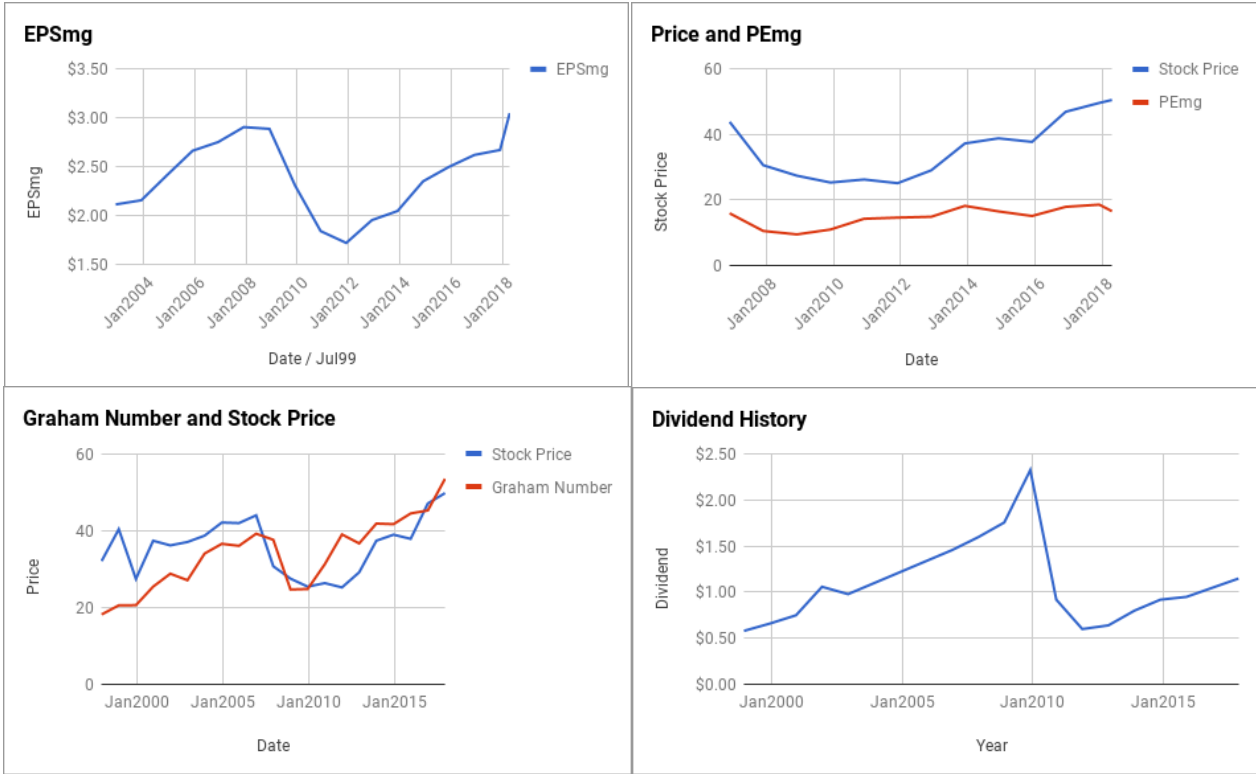 EPSmg
EPSmg
$3.50
$3.00
$2.50
$2.00
$1.50
EPSmg
Jan2004
Jan2006
Jan2008
Jan2010
Jan2012
Jan2014
Jan2016
Jan2018
Date / Jul99
Price and PEmg
Stock Price
PEmg
60
40
20
0
Stock Price
Jan2008
Jan2010
Jan2012
Jan2014
Jan2016
Jan2018
Date
Graham Number and Stock Price
Stock Price
Graham Number
60
40
20
0
Price
Jan2000
Jan2005
Jan2010
Jan2015
Date
Dividend History
$2.50
$2.00
$1.50
$1.00
$0.50
$0.00
Dividend
Jan2000
Jan2005
Jan2010
Jan2015
Year